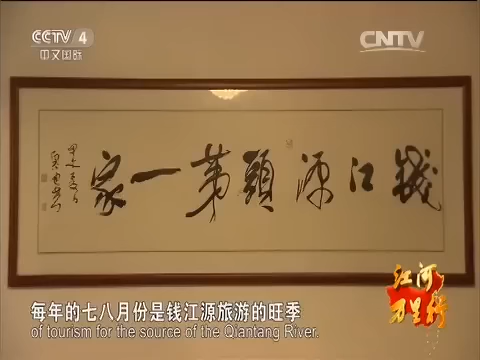 CCTV 4
中文国际
CNTV
錢江源頭第一家
江河
万里行
每年的七八月份是钱江源旅游的旺季
of tourism for the source of the Qiantang River.